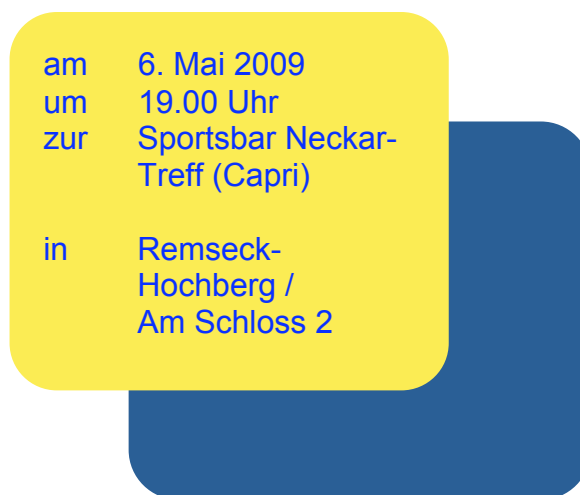 am 6. Mai 2009
um 19.00 Uhr
zur Sportsbar Neckar-
Treff (Capri)
in Remseck-
Hochberg /
Am Schloss 2